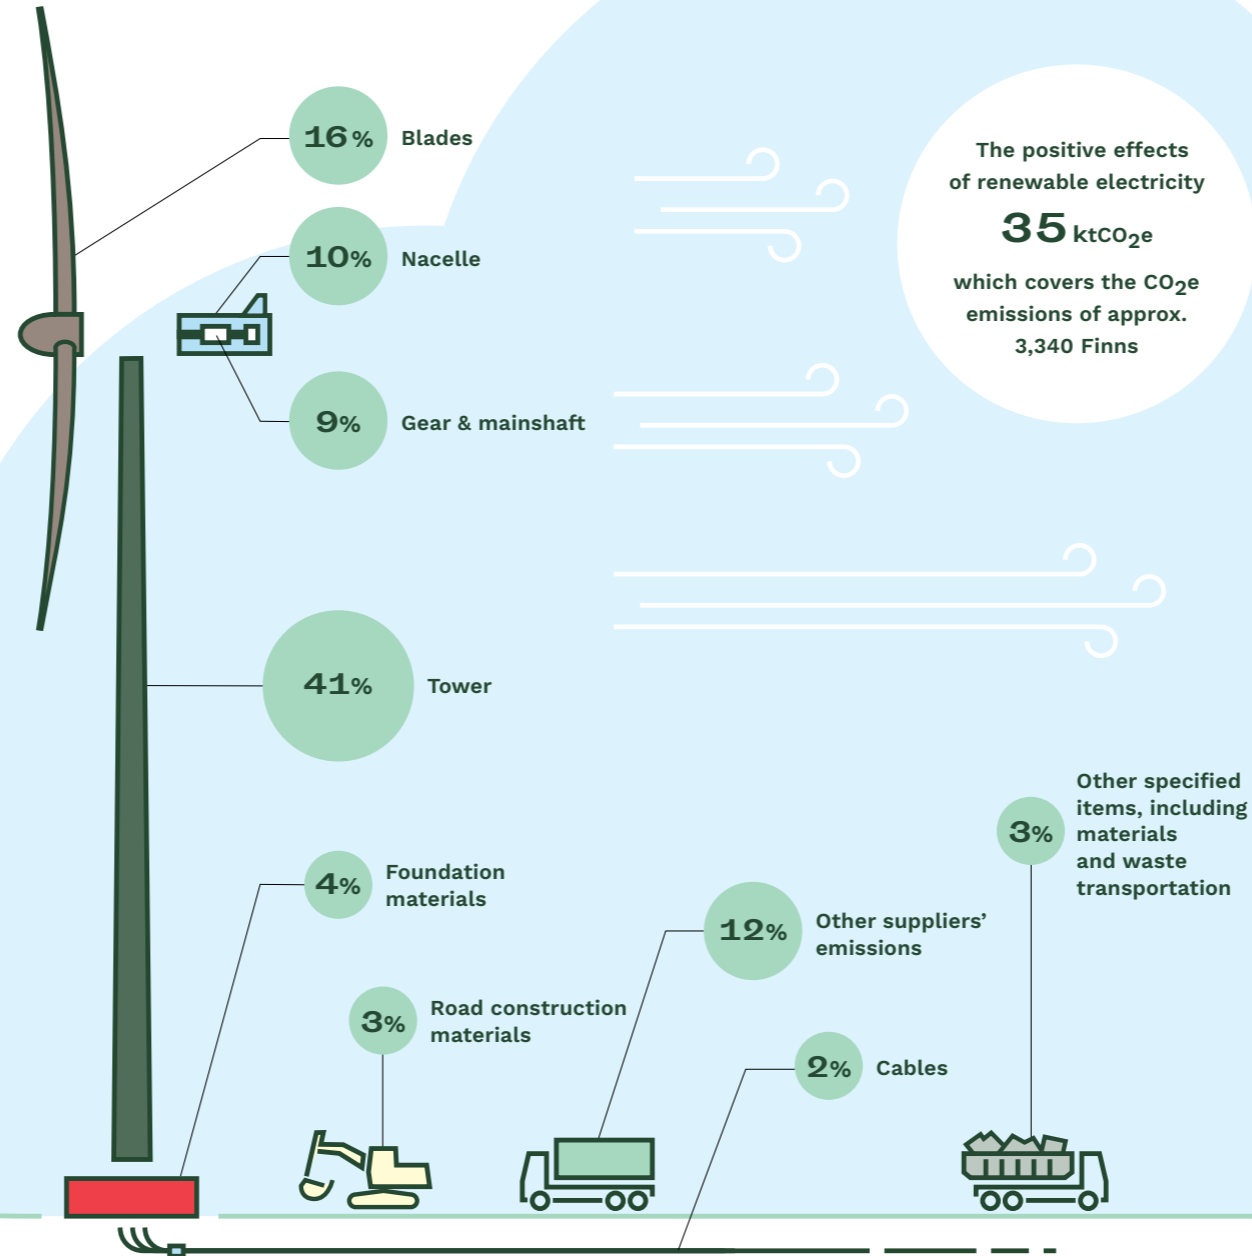 16%
Blades
10%
Nacelle
9%
Gear & mainshaft
41%
Tower
4%
Foundation
materials
3%
Road construction
materials
12%
Other suppliers’
emissions
2%
Cables
3%
Other specified
items, including
materials
and waste
transportation
The positive effects
of renewable electricity
35 ktCO₂e
which covers the CO₂e
emissions of approx.
3,340 Finns